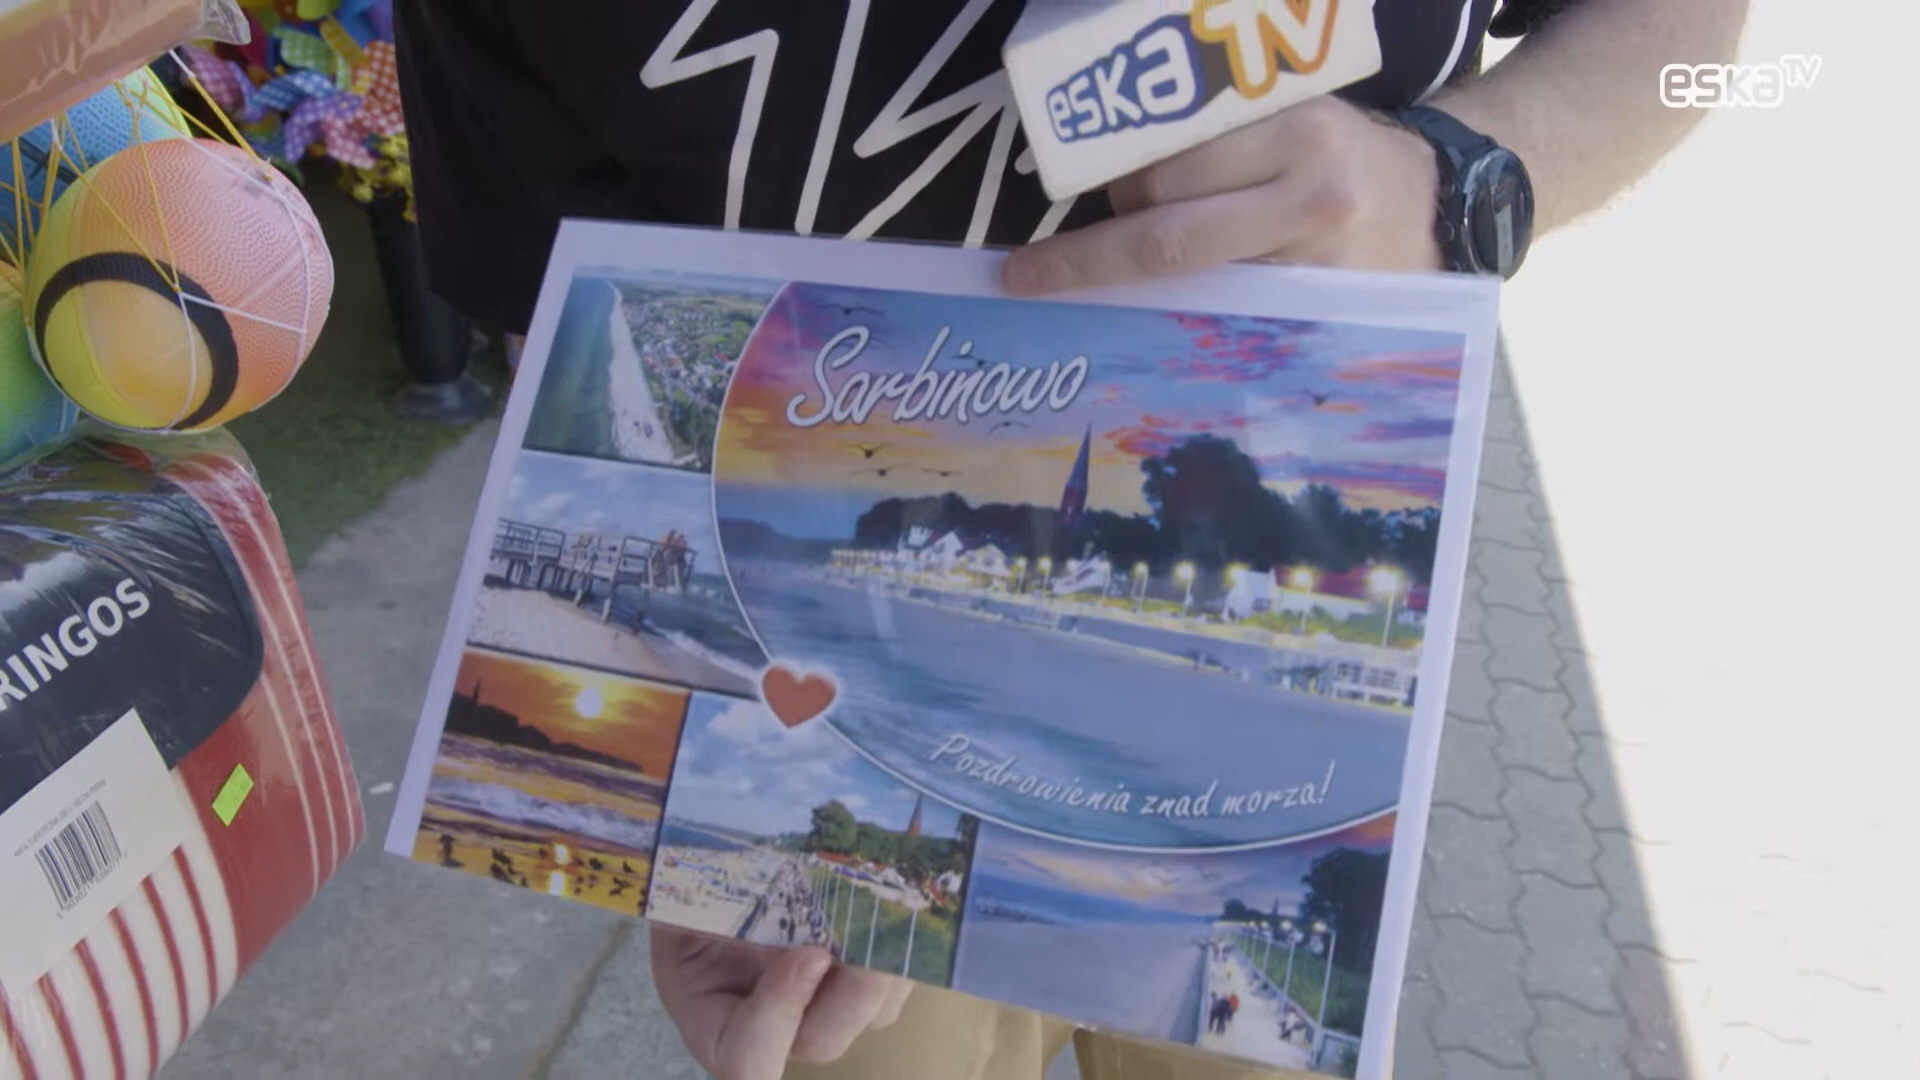 eska TV
eska TV
Sarbinowo
RINGOS
Pozdrowienia znad morza!